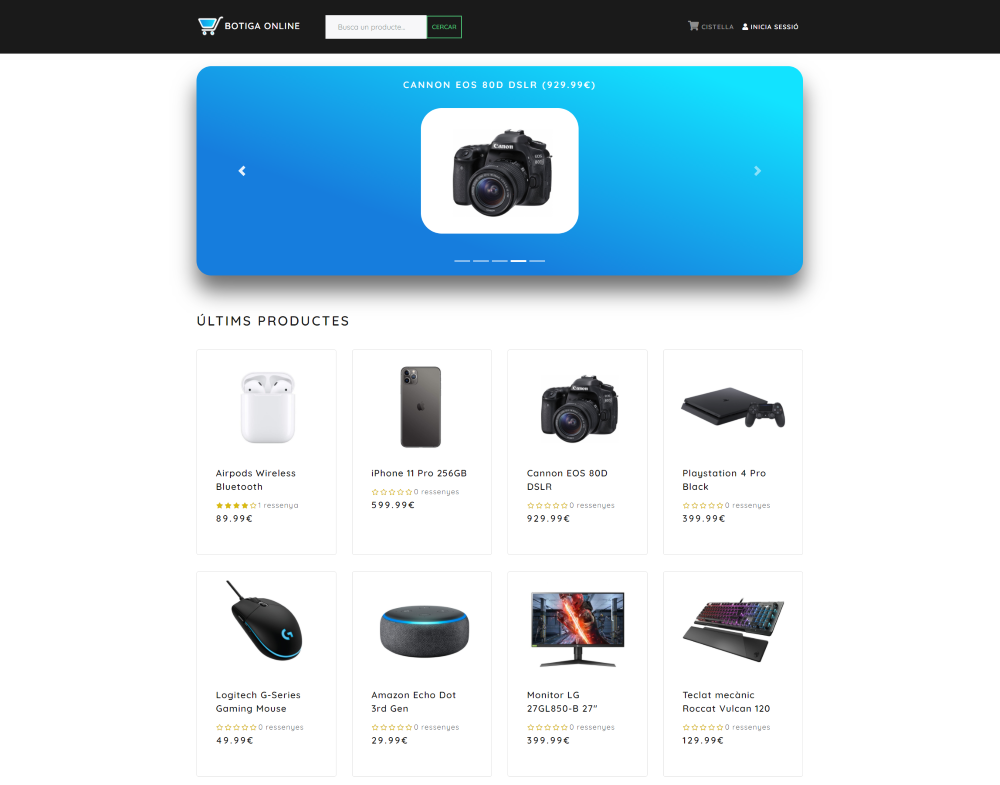 BOTIGA ONLINE
Busca un producte...
CERCAR
CISTELLA
INICIA SESSIÓ
CANNON EOS 80D DSLR (929.99€)
Canon
EOS
ÚLTIMS PRODUCTES
Canon
Airpods Wireless
Bluetooth
1 ressenya
89.99€
iPhone 11 Pro 256GB
0 ressenyes
599.99€
Cannon EOS 80D
DSLR
0 ressenyes
929.99€
Playstation 4 Pro
Black
0 ressenyes
399.99€
Logitech G-Series
Gaming Mouse
0 ressenyes
49.99€
Amazon Echo Dot
3rd Gen
0 ressenyes
29.99€
Monitor LG
27GL850-B 27"
0 ressenyes
399.99€
Teclat mecànic
Roccat Vulcan 120
0 ressenyes
129.99€